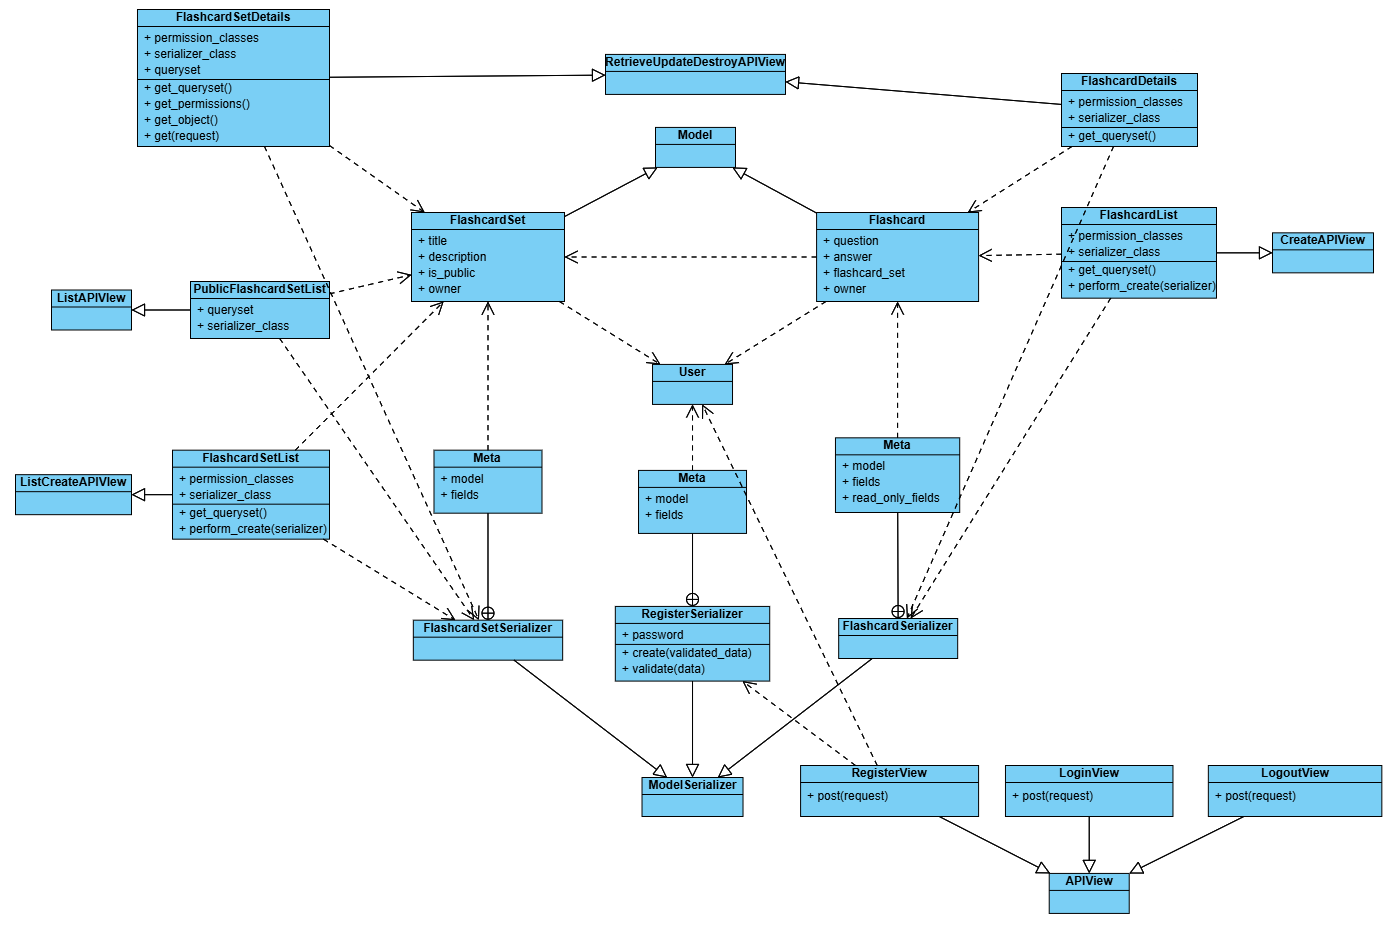 FlashcardSetDetails
+ permission_classes
+ serializer_class
+ queryset
+ get_queryset()
+ get_permissions()
+ get_object()
+ get(request)
RetrieveUpdateDestroyAPIView
FlashcardDetails
+ permission_classes
+ serializer_class
+ get_queryset()
Model
FlashcardSet
+ title
+ description
+ is_public
+ owner
Flashcard
+ question
+ answer
+ flashcard_set
+ owner
FlashcardList
+ permission_classes
+ serializer_class
+ get_queryset()
+ perform_create(serializer)
CreateAPIView
ListAPIVIew
PublicFlashcardSetList
+ queryset
+ serializer_class
User
ListCreateAPIVIew
FlashcardSetList
+ permission_classes
+ serializer_class
+ get_queryset()
+ perform_create(serializer)
Meta
+ model
+ fields
Meta
+ model
+ fields
Meta
+ model
+ fields
+ read_only_fields
FlashcardSetSerializer
RegisterSerializer
+ password
+ create(validated_data)
+ validate(data)
FlashcardSerializer
ModelSerializer
RegisterView
+ post(request)
LoginView
+ post(request)
LogoutView
+ post(request)
APIView